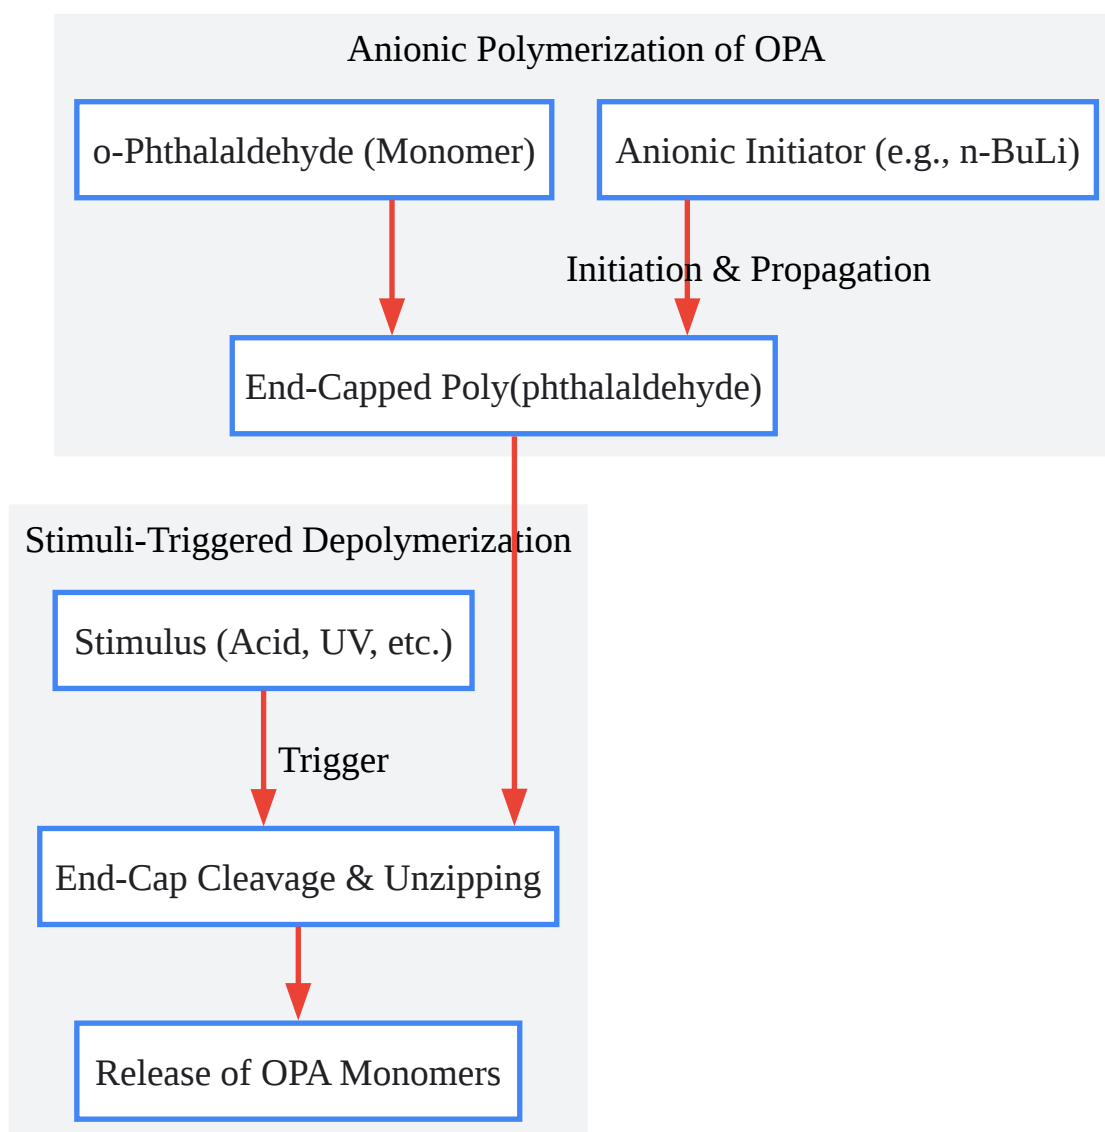 Anionic Polymerization of OPA
o-Phthalaldehyde (Monomer)
Anionic Initiator (e.g., n-BuLi)
Initiation & Propagation
End-Capped Poly(phthalaldehyde)
Stimuli-Triggered Depolymerization
Stimulus (Acid, UV, etc.)
Trigger
End-Cap Cleavage & Unzipping
Release of OPA Monomers